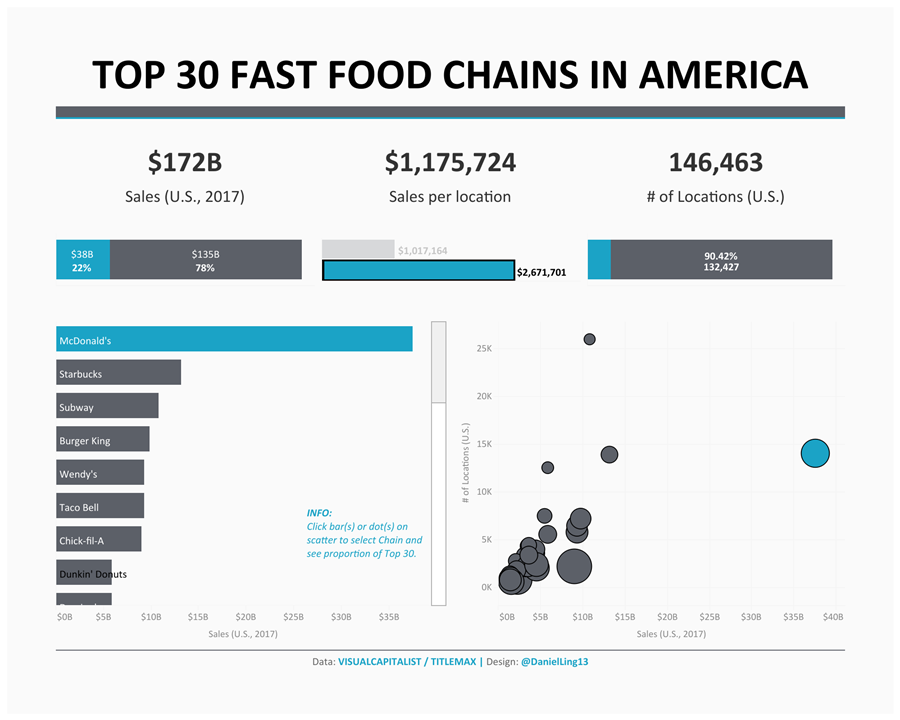 TOP 30 FAST FOOD CHAINS IN AMERICA
$172B
Sales (U.S., 2017)
$1,175,724
Sales per location
146,463
# of Locations (U.S.)
$38B
22%
$135B
78%
$1,017,164
$2,671,701
90.42%
132,427
McDonald's
Starbucks
Subway
Burger King
Wendy's
Taco Bell
Chick-fil-A
Dunkin' Donuts
INFO:
Click bar(s) or dot(s) on
scatter to select Chain and
see proportion of Top 30.
$0B $5B $10B $15B $20B $25B $30B $35B
Sales (U.S., 2017)
# of Locations (U.S.)
25K
20K
15K
10K
5K
0K
$0B $5B $10B $15B $20B $25B $30B $35B $40B
Sales (U.S., 2017)
Data: VISUALCAPITALIST / TITLEMAX | Design: @DanielLing13